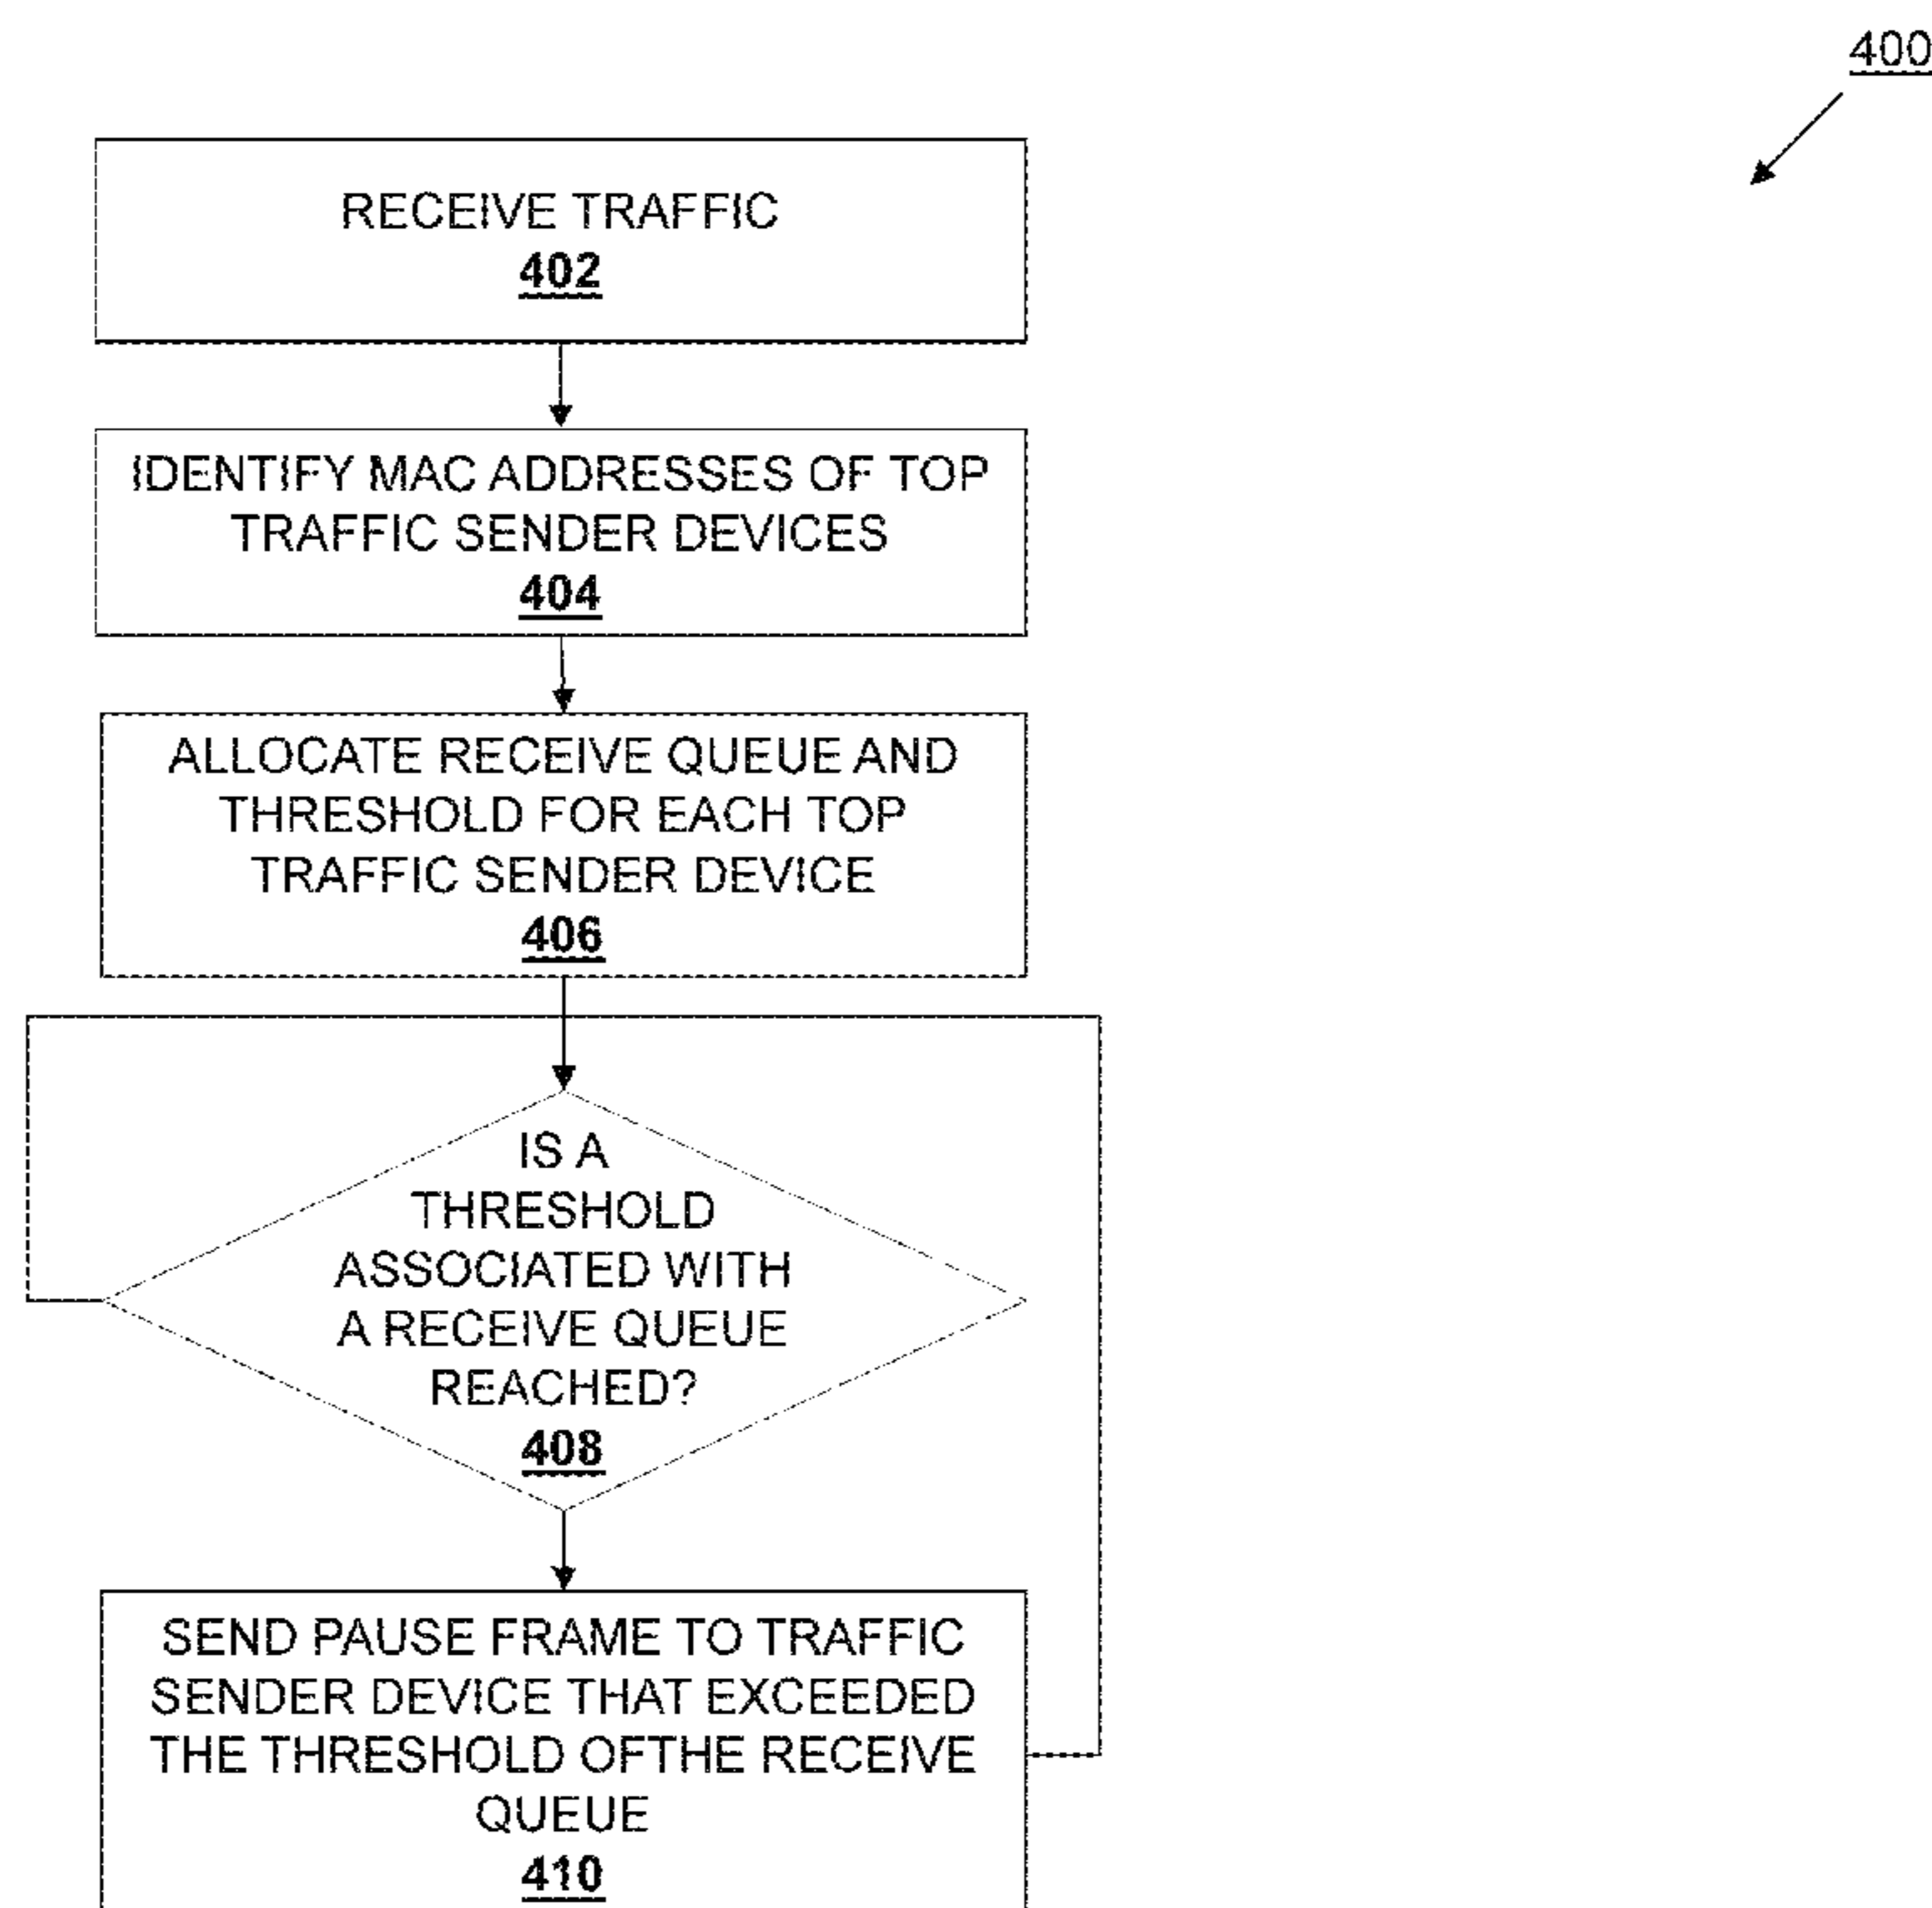 400
RECEIVE TRAFFIC
402
IDENTIFY MAC ADDRESSES OF TOP
TRAFFIC SENDER DEVICES
404
ALLOCATE RECEIVE QUEUE AND
THRESHOLD FOR EACH TOP
TRAFFIC SENDER DEVICE
406
IS A
THRESHOLD
ASSOCIATED WITH
A RECEIVE QUEUE
REACHED?
408
SEND PAUSE FRAME TO TRAFFIC
SENDER DEVICE THAT EXCEEDED
THE THRESHOLD OFTHE RECEIVE
QUEUE
410